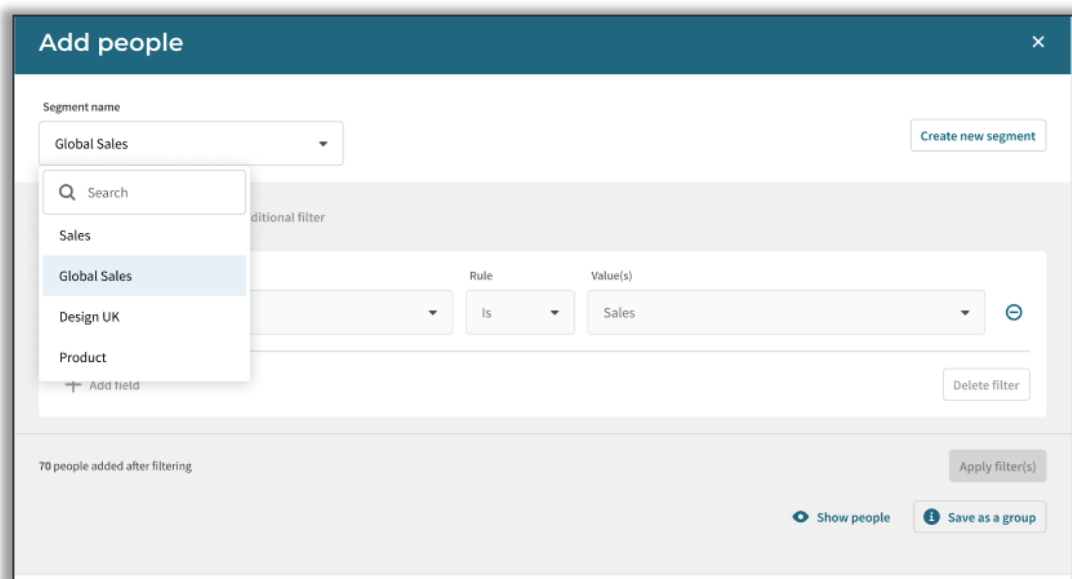 Add people
Segment name
Global Sales
Create new segment
Search
ditional filter
Sales
Global Sales
Rule
Value(s)
Is
Sales
Design UK
Product
Add field
Delete filter
70 people added after filtering
Apply filter(s)
Show people
Save as a group